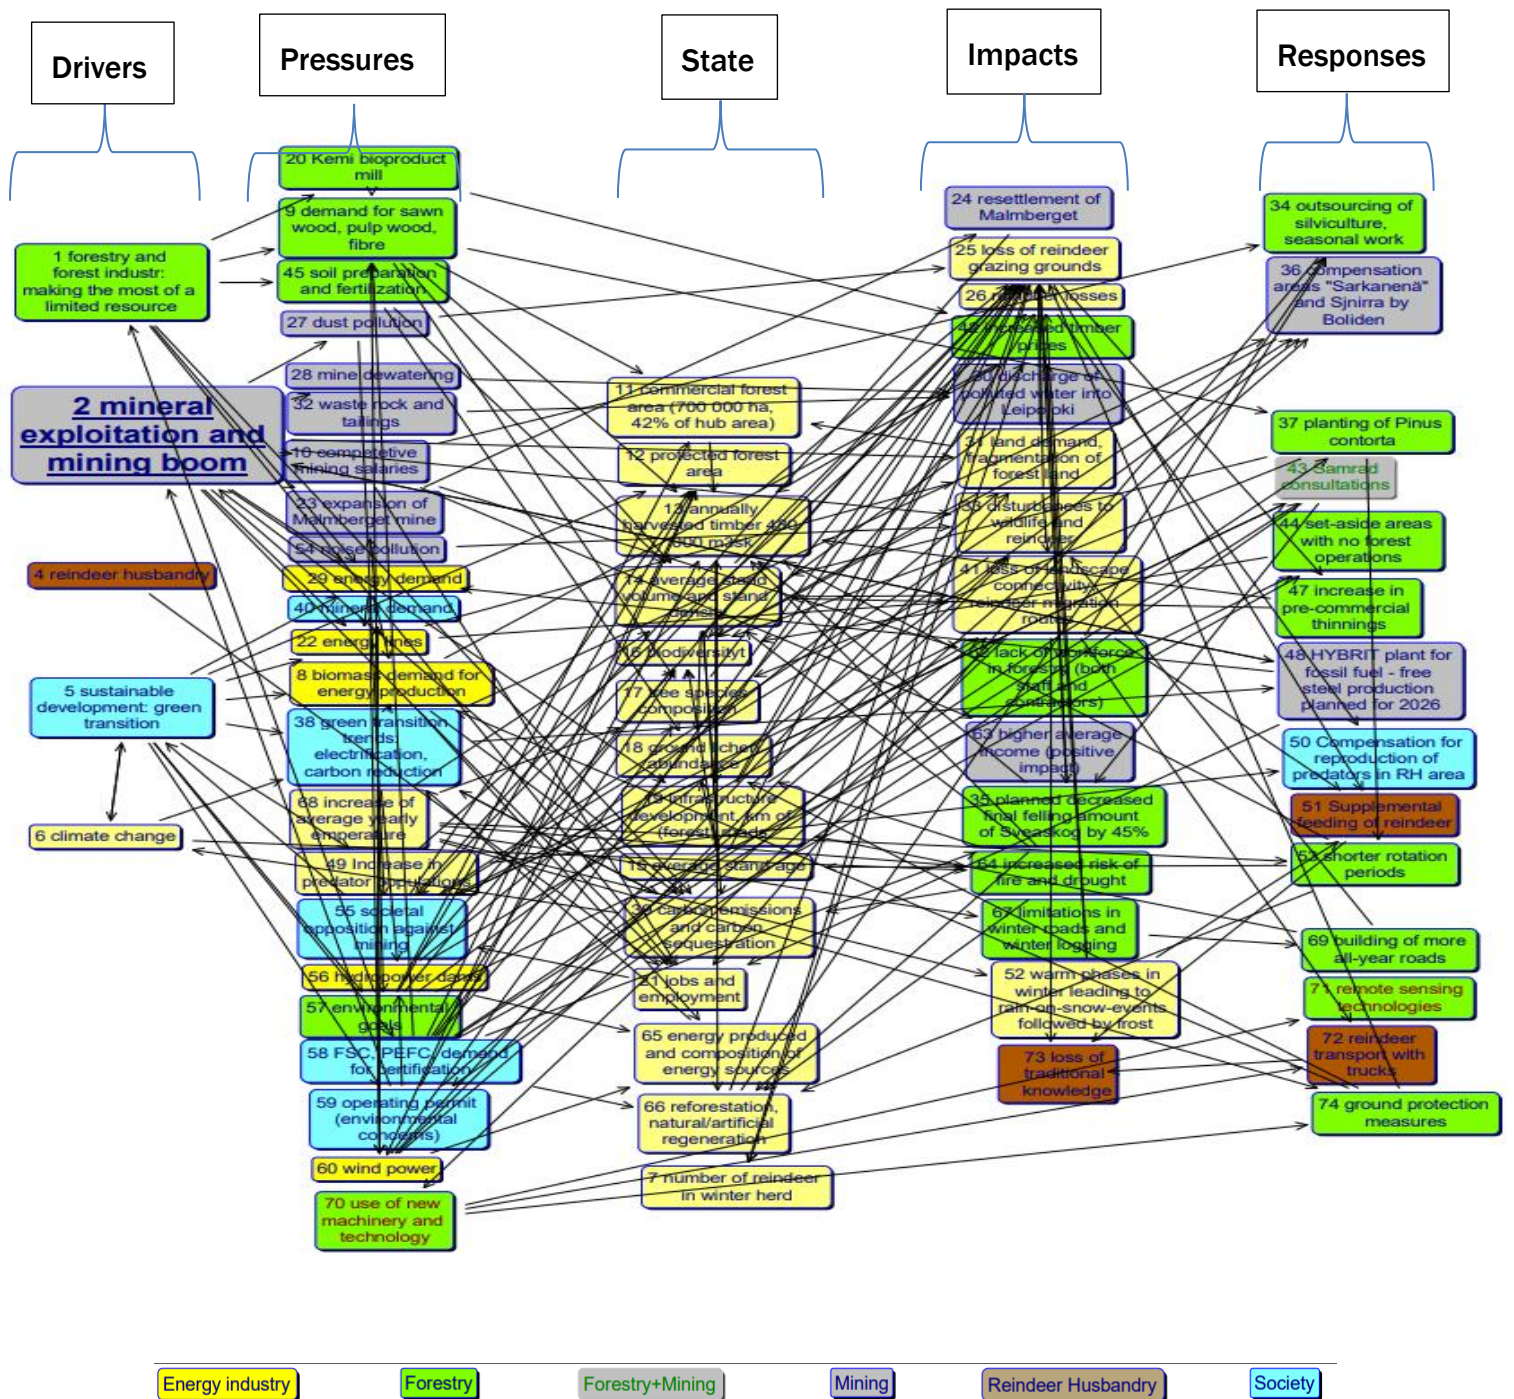 Drivers
Pressures
State
Impacts
Responses
1 forestry and
forest industr:
making the most of a
limited resource
2 mineral
exploitation and
mining boom
4 reindeer husbandry
5 sustainable
development: green
transition
6 climate change
20 Kemi bioproduct
mill
9 demand for sawn
wood, pulp wood,
fibre
45 soil preparation
and fertilization
27 dust pollution
28 mine dewatering
32 waste rock and
tailings
10 competetive
mining salaries
23 expansion of
Malmberget mine
54 noise pollution
29 energy demand
40 mineral demand
22 energy lines
8 biomass demand for
energy production
38 green transition
trends:
electrification,
carbon reduction
68 increase of
average yearly
emperature
49 Increase in
predator populations
55 societal
opposition against
mining
56 hydropower dams
57 environmental
goals
58 FSC, PEFC, demand
for certification
59 operating permit
(environmental
concerns)
60 wind power
70 use of new
machinery and
technology
11 commercial forest
area (700 000 ha,
42% of hub area)
12 protected forest
area
13 annually
harvested timber
000 m3sk
14 average stand
volume and stand
density
16 biodiversityt
17 tree species
composition
18 ground lichen
abundance
19 infrastructure
development, km of
(forest) roads
15 average stand age
39 carbon emissions
and carbon
sequestration
21 jobs and
employment
65 energy produced
and composition of
energy sources
66 reforestation,
natural/artificial
regeneration
7 number of reindeer
in winter herd
24 resettlement of
Malmberget
25 loss of reindeer
grazing grounds
26 reindeer losses
42 increased timber
prices
30 discharge of
polluted water into
Leipojoki
31 land demand,
fragmentation of
forest land
33 disturbances to
wildlife and
reindeer
41 loss of landscape
connectivity,
reindeer migration
routes
62 lack of workforce
in forestry (both
staff and
contractors)
63 higher average
income (positive
impact)
35 planned decreased
final felling amount
of Sveaskog by 45%
64 increased risk of
fire and drought
67 limitations in
winter roads and
winter logging
52 warm phases in
winter leading to
rain-on-snow-events
followed by frost
73 loss of
traditional
knowledge
34 outsourcing of
silviculture,
seasonal work
36 compensation
areas "Sarkanenä"
and Sjnirra by
Boliden
37 planting of Pinus
contorta
43 Samrad
consultations
44 set-aside areas
with no forest
operations
47 increase in
pre-commercial
thinnings
48 HYBRIT plant for
fossil fuel - free
steel production
planned for 2026
50 Compensation for
reproduction of
predators in RH area
51 Supplemental
feeding of reindeer
shorter rotation
periods
69 building of more
all-year roads
71 remote sensing
technologies
72 reindeer
transport with
trucks
74 ground protection
measures
Energy industry
Forestry
Forestry+Mining
Mining
Reindeer Husbandry
Society